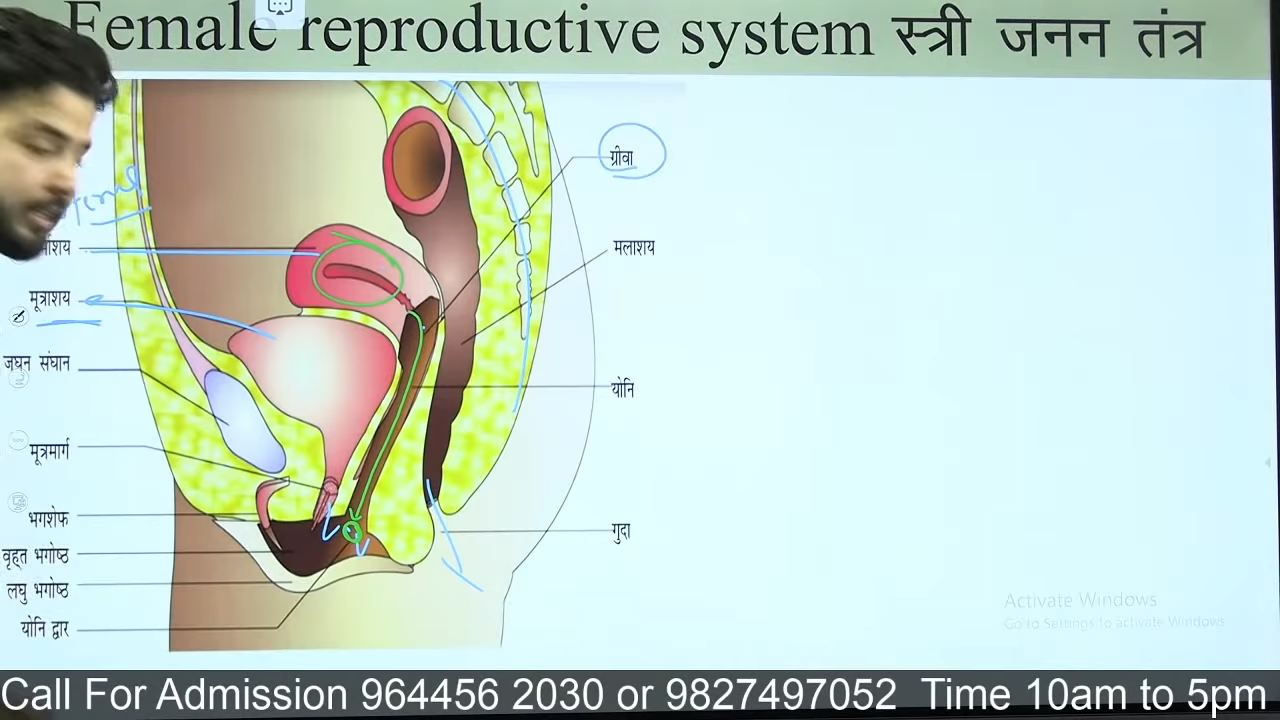 Female reproductive system स्त्री जनन तंत्र
ग्रीवा
मलाशय
मूत्राशय
जघन संघान
योनि
मूत्रमार्ग
भगशेफ
गुदा
वृहत भगोष्ठ
लघु भगोष्ठ
योनि द्वार
Activate Windows
Go to Settings to activate Windows.
Call For Admission 964456 2030 or 9827497052 Time 10am to 5pm